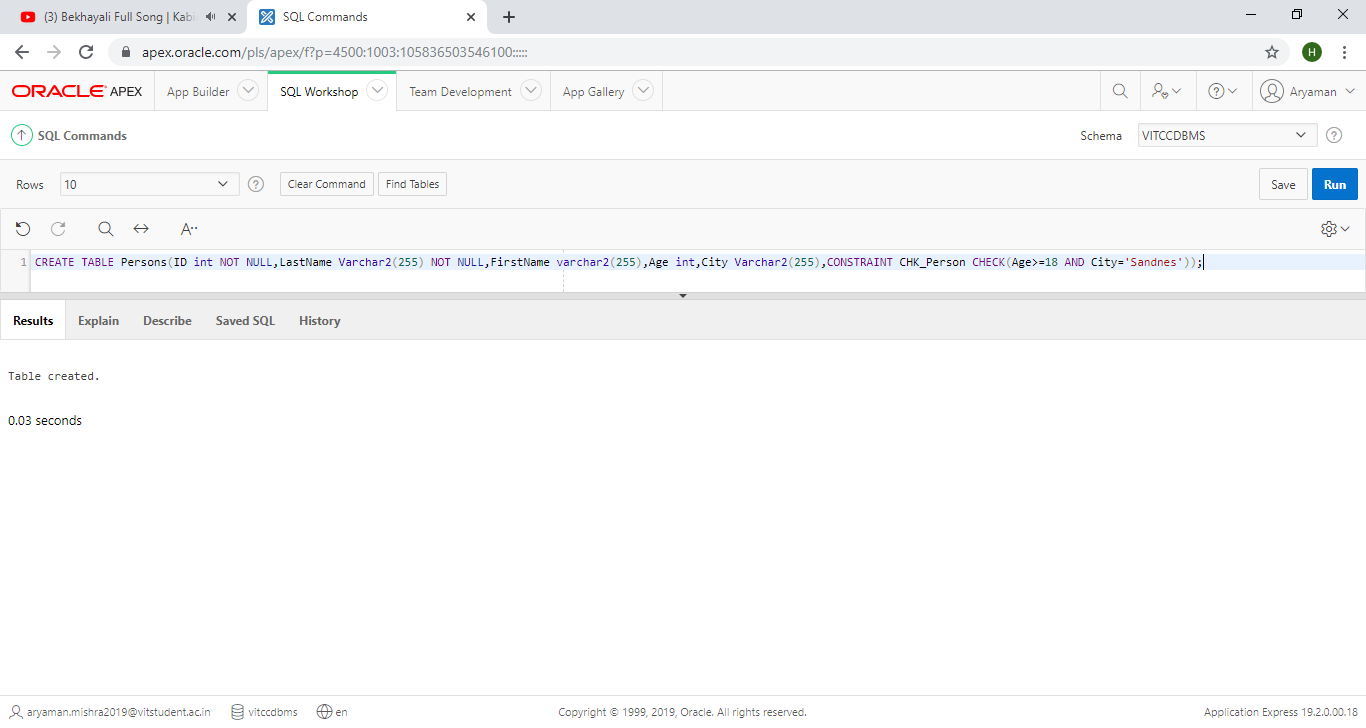 (3) Bekhayali Full Song | Kabi
SQL Commands
apex.oracle.com/pls/apex/f?p=4500:1003:105836503546100:::::
H
ORACLE APEX
App Builder
SQL Workshop
Team Development
App Gallery
Aryaman
SQL Commands
Schema
VITCCDBMS
Rows
10
Clear Command
Find Tables
Save
Run
A··
1 CREATE TABLE Persons(ID int NOT NULL,LastName Varchar2(255) NOT NULL,FirstName varchar2(255),Age int,City Varchar2(255),CONSTRAINT CHK_Person CHECK(Age>=18 AND City='Sandnes'));
Results Explain Describe Saved SQL History
Table created.
0.03 seconds
aryaman.mishra2019@vitstudent.ac.in vitccdbms en
Copyright © 1999, 2019, Oracle. All rights reserved.
Application Express 19.2.0.00.18